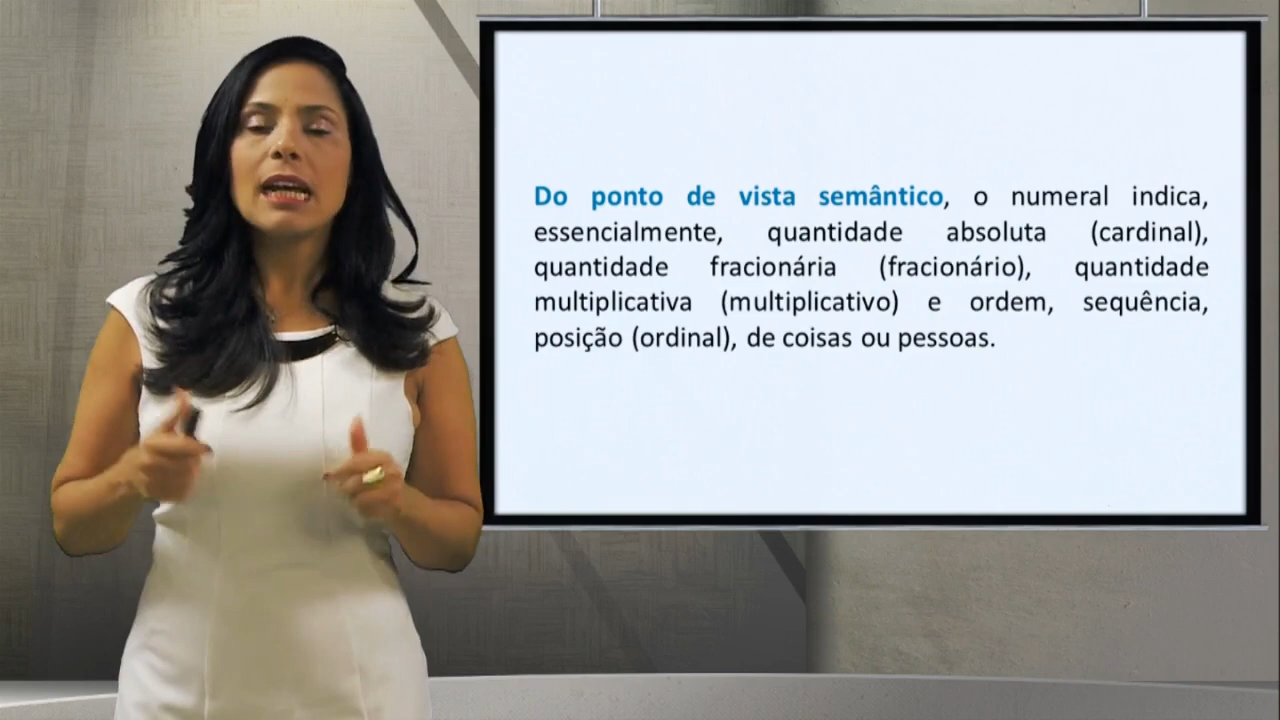 Do ponto de vista semântico, o numeral indica,
essencialmente, quantidade absoluta (cardinal),
quantidade fracionária (fracionário), quantidade
multiplicativa (multiplicativo) e ordem, sequência,
posição (ordinal), de coisas ou pessoas.